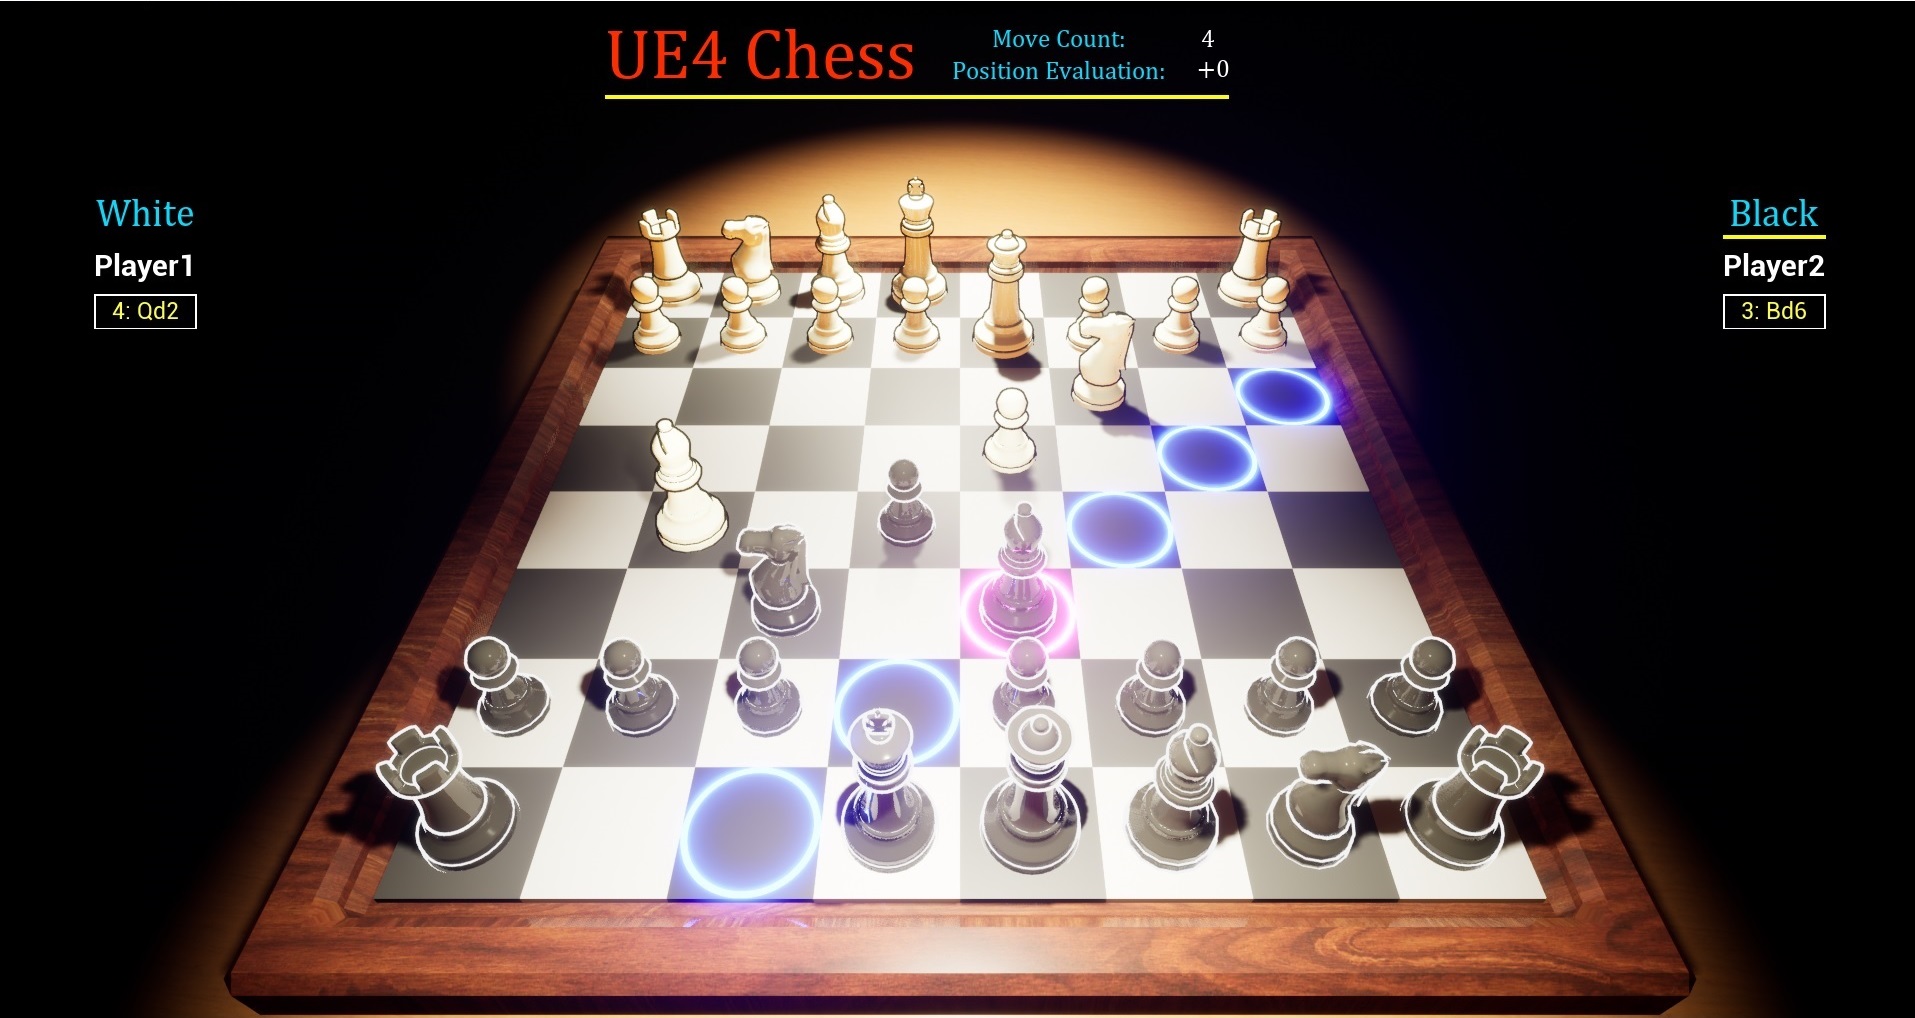 UE4 Chess
Move Count: 4
Position Evaluation: +0
White
Player1
4: Qd2
Black
Player2
3: Bd6